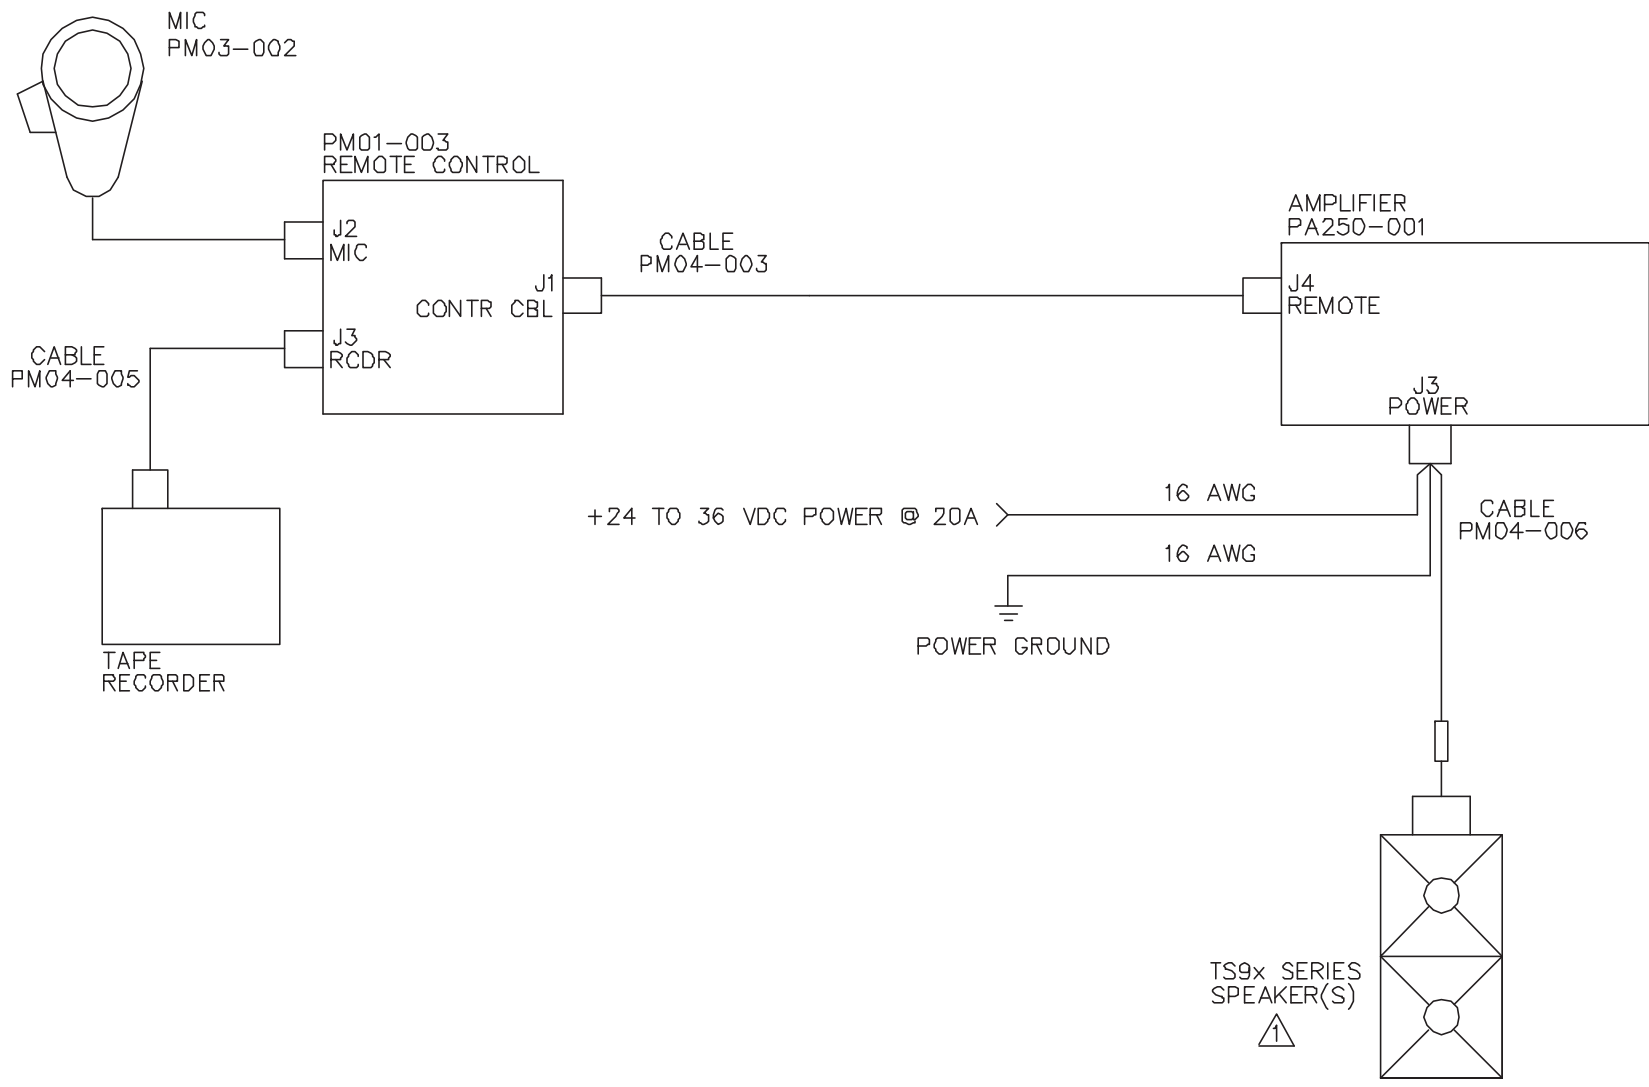 MIC
PM03-002
PM01-003
REMOTE CONTROL
J2
MIC
J1
CONTR CBL
J3
RCDR
CABLE
PM04-003
AMPLIFIER
PA250-001
J4
REMOTE
J3
POWER
CABLE
PM04-005
16 AWG
+24 TO 36 VDC POWER @ 20A
16 AWG
CABLE
PM04-006
POWER GROUND
TAPE
RECORDER
TS9x SERIES
SPEAKER(S)
1